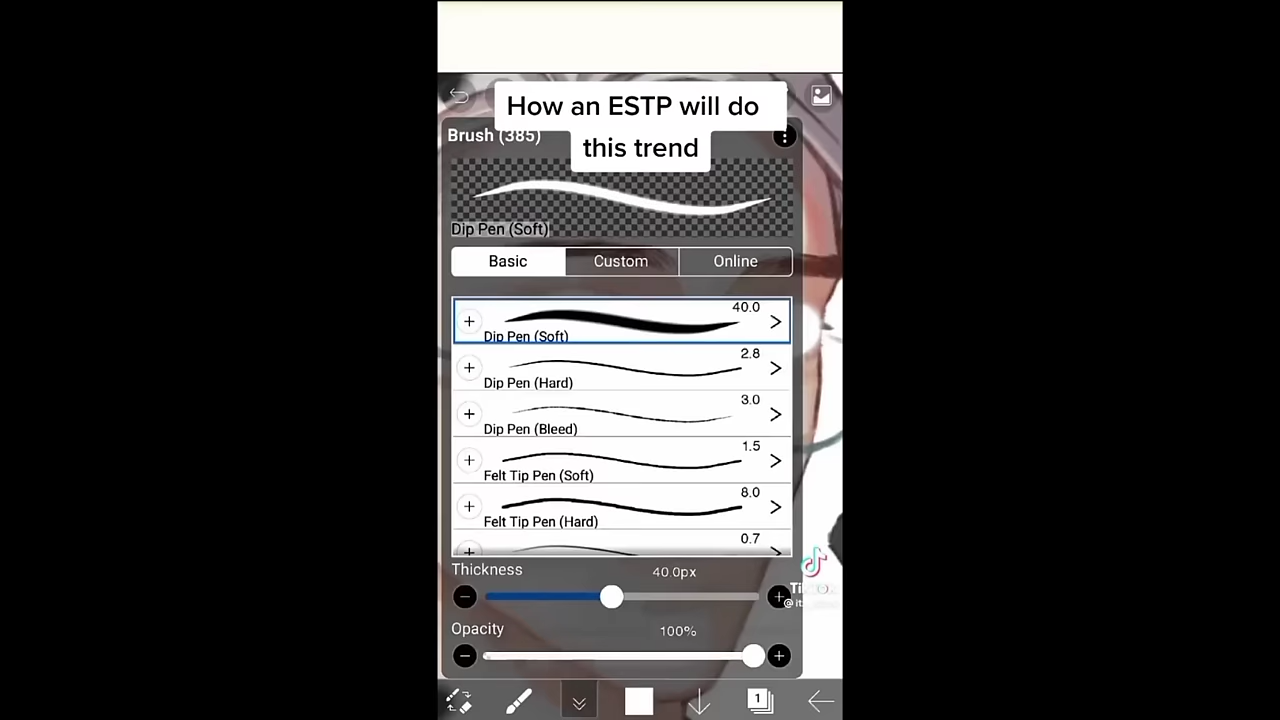 How an ESTP will do
this trend
Brush (385)
Dip Pen (Soft)
Basic
Custom
Online
40.0
Dip Pen (Soft)
2.8
Dip Pen (Hard)
3.0
Dip Pen (Bleed)
1.5
Felt Tip Pen (Soft)
8.0
Felt Tip Pen (Hard)
0.7
Thickness
40.0px
Opacity
100%
1